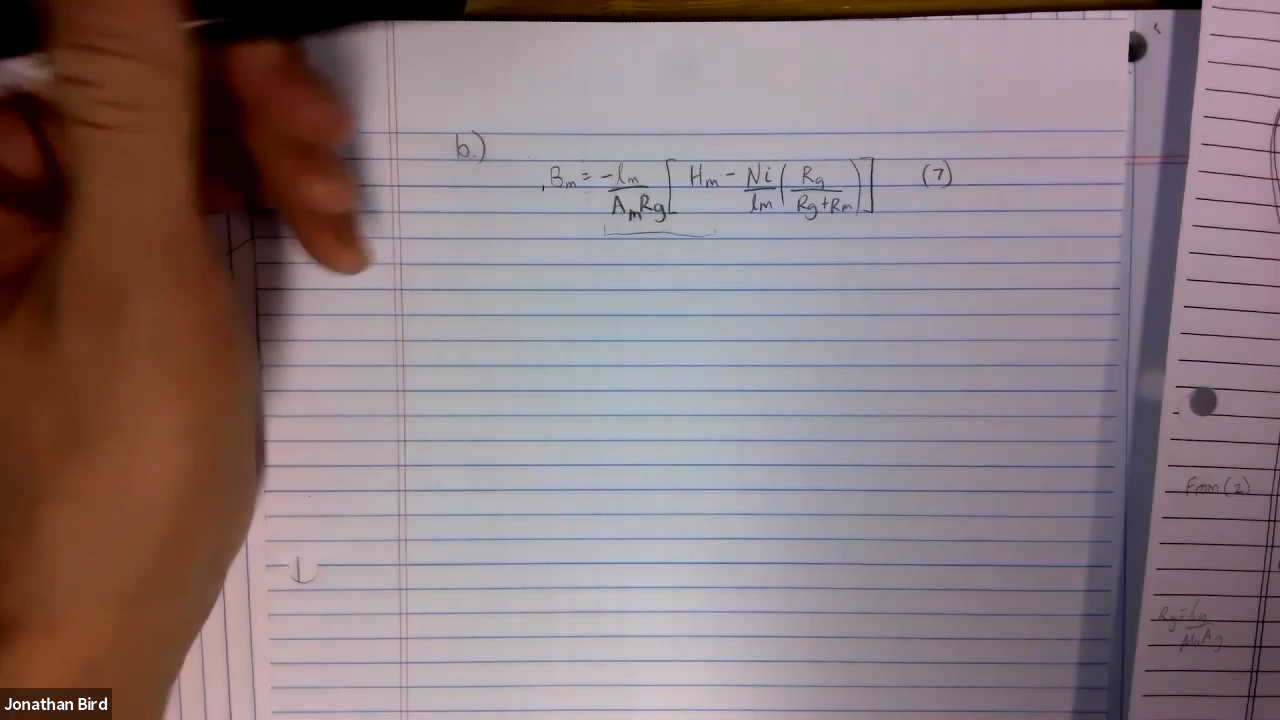 b.)
Bm = -lm/(AmRg) [Hm - Ni/lm (Rg/(Rg+Rm))] (7)
From (2)
Rg = lg/(μ0Ag)
Jonathan Bird